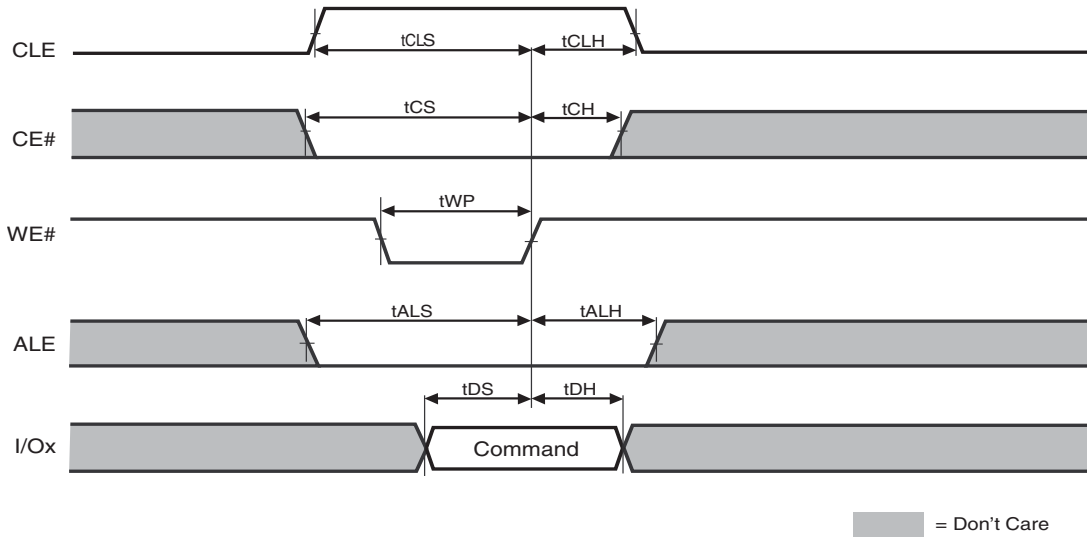 CLE
tCLS
tCLH
CE#
tCS
tCH
WE#
tWP
ALE
tALS
tALH
I/Ox
tDS
tDH
Command
= Don't Care